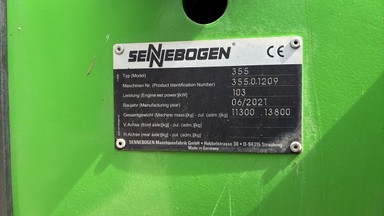 SENNEBOGEN CE
Typ (Model) 355
Maschinen Nr. (Product Identification Number) 355.0.1209
Leistung (Engine net power)[kW] 103
Baujahr (Manufacturing year) 06/2021
Gesamtgewicht (Machine mass)[kg] - zul. (adm.)[kg] 11300 13800
V.Achse (front axle)[kg] - zul. (adm.)[kg]
H.Achse (rear axle)[kg] - zul. (adm.)[kg]
SENNEBOGEN Maschinenfabrik GmbH • Hebbelstrasse 30 • D-94315 Straubing
Made in Germany